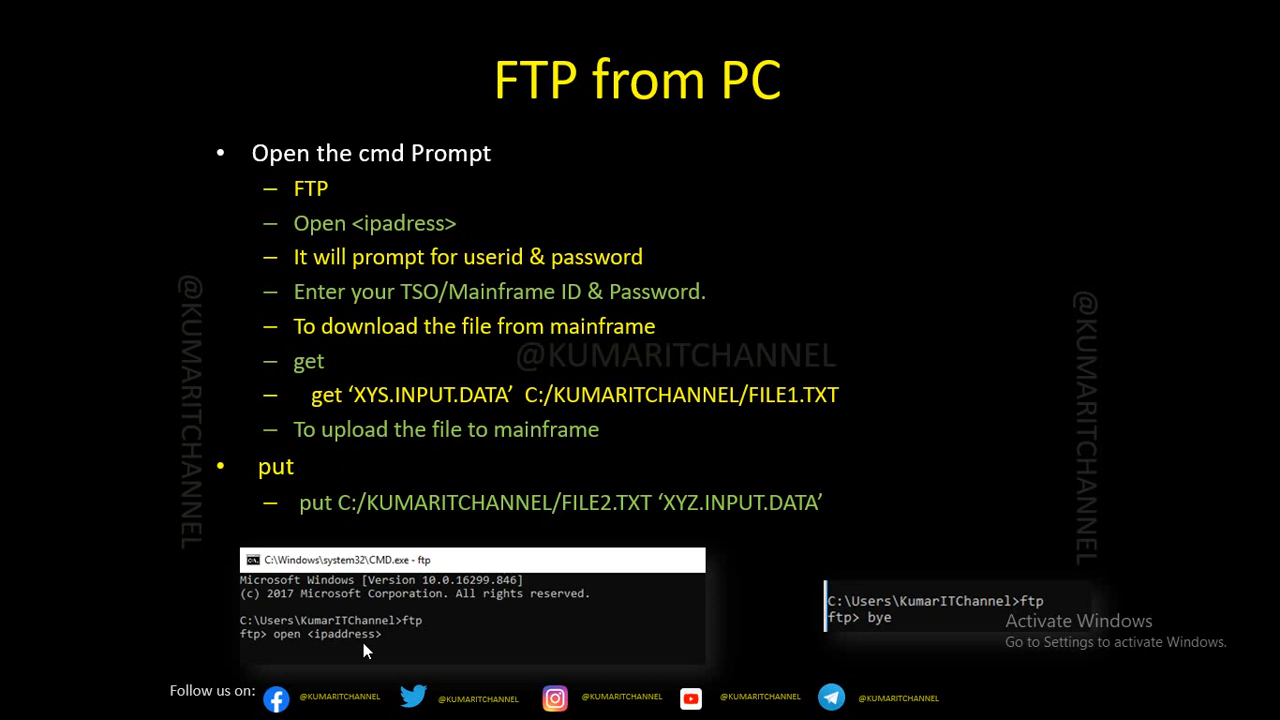 FTP from PC
• Open the cmd Prompt
– FTP
– Open <ipadress>
– It will prompt for userid & password
– Enter your TSO/Mainframe ID & Password.
– To download the file from mainframe
– get
– get ‘XYS.INPUT.DATA’ C:/KUMARITCHANNEL/FILE1.TXT
– To upload the file to mainframe
• put
– put C:/KUMARITCHANNEL/FILE2.TXT ‘XYZ.INPUT.DATA’
@KUMARITCHANNEL
@KUMARITCHANNEL
@KUMARITCHANNEL
C:\Windows\system32\CMD.exe - ftp
Microsoft Windows [Version 10.0.16299.846]
(c) 2017 Microsoft Corporation. All rights reserved.
C:\Users\KumarITChannel>ftp
ftp> open <ipaddress>
C:\Users\KumarITChannel>ftp
ftp> bye
Activate Windows
Go to Settings to activate Windows.
Follow us on: @KUMARITCHANNEL @KUMARITCHANNEL @KUMARITCHANNEL @KUMARITCHANNEL @KUMARITCHANNEL